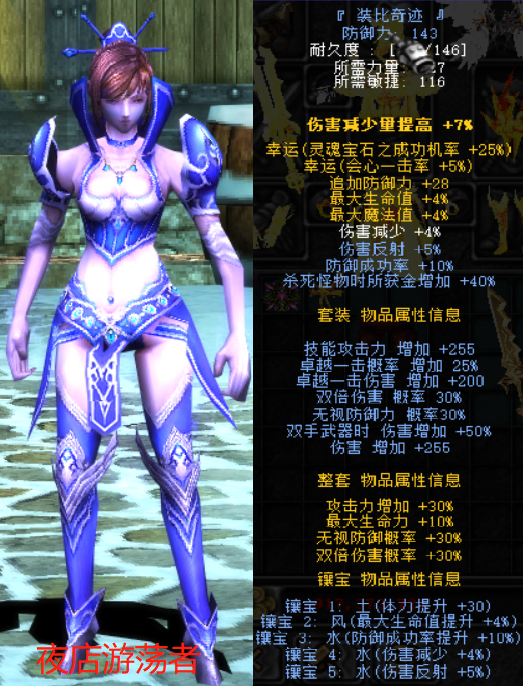 『 装比奇迹 』
防御力: 143
耐久度 : [ /146]
所需力量: 7
所需敏捷: 116
伤害减少量提高 +7%
幸运(灵魂宝石之成功机率 +25%)
幸运(会心一击率 +5%)
追加防御力 +28
最大生命值 +4%
最大魔法值 +4%
伤害减少 +4%
伤害反射 +5%
防御成功率 +10%
杀死怪物时所获金增加 +40%
套装 物品属性信息
技能攻击力 增加 +255
卓越一击概率 增加 25%
卓越一击伤害 增加 +200
双倍伤害 概率 30%
无视防御力 概率30%
双手武器时 伤害增加 +50%
伤害 增加 +255
整套 物品属性信息
攻击力增加 +30%
最大生命力 +10%
无视防御概率 +30%
双倍伤害概率 +30%
镶宝 物品属性信息
镶宝 1: 土(体力提升 +30)
镶宝 2: 风(最大生命值提升 +4%)
镶宝 3: 水(防御成功率提升 +10%)
镶宝 4: 水(伤害减少 +4%)
镶宝 5: 水(伤害反射 +5%)
夜店游荡者